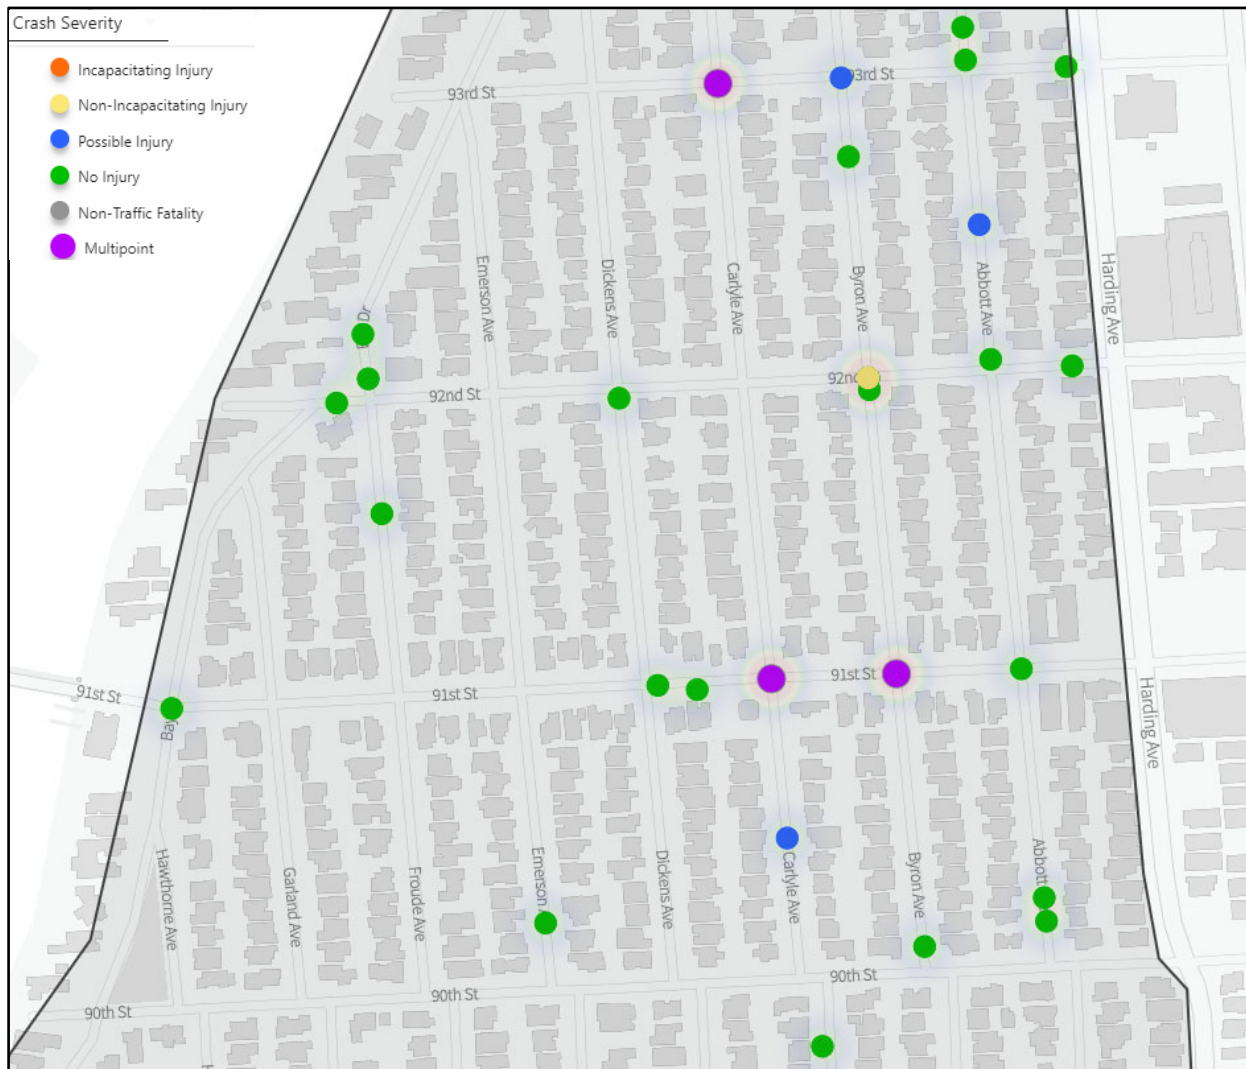 Crash Severity
Incapacitating Injury
Non-Incapacitating Injury
Possible Injury
No Injury
Non-Traffic Fatality
Multipoint
93rd St
93rd St
Emerson Ave
Dickens Ave
Carlyle Ave
Byron Ave
Abbott Ave
Harding Ave
92nd St
92nd
91st St
91st St
91st St
Bay
Harding Ave
Hawthorne Ave
Garland Ave
Froude Ave
Emerson A
Dickens Ave
Carlyle Ave
Byron Ave
Abbott
90th St
90th St
90th St